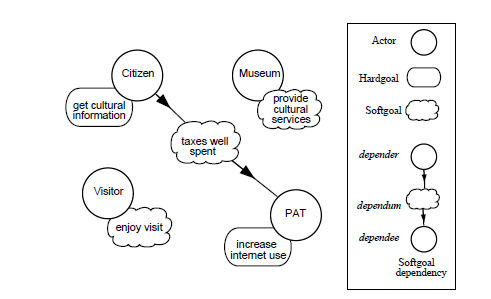 Citizen
get cultural
information
Museum
provide
cultural
services
taxes well
spent
Visitor
enjoy visit
PAT
increase
internet use
Actor
Hardgoal
Softgoal
depender
dependum
dependee
Softgoal
dependency